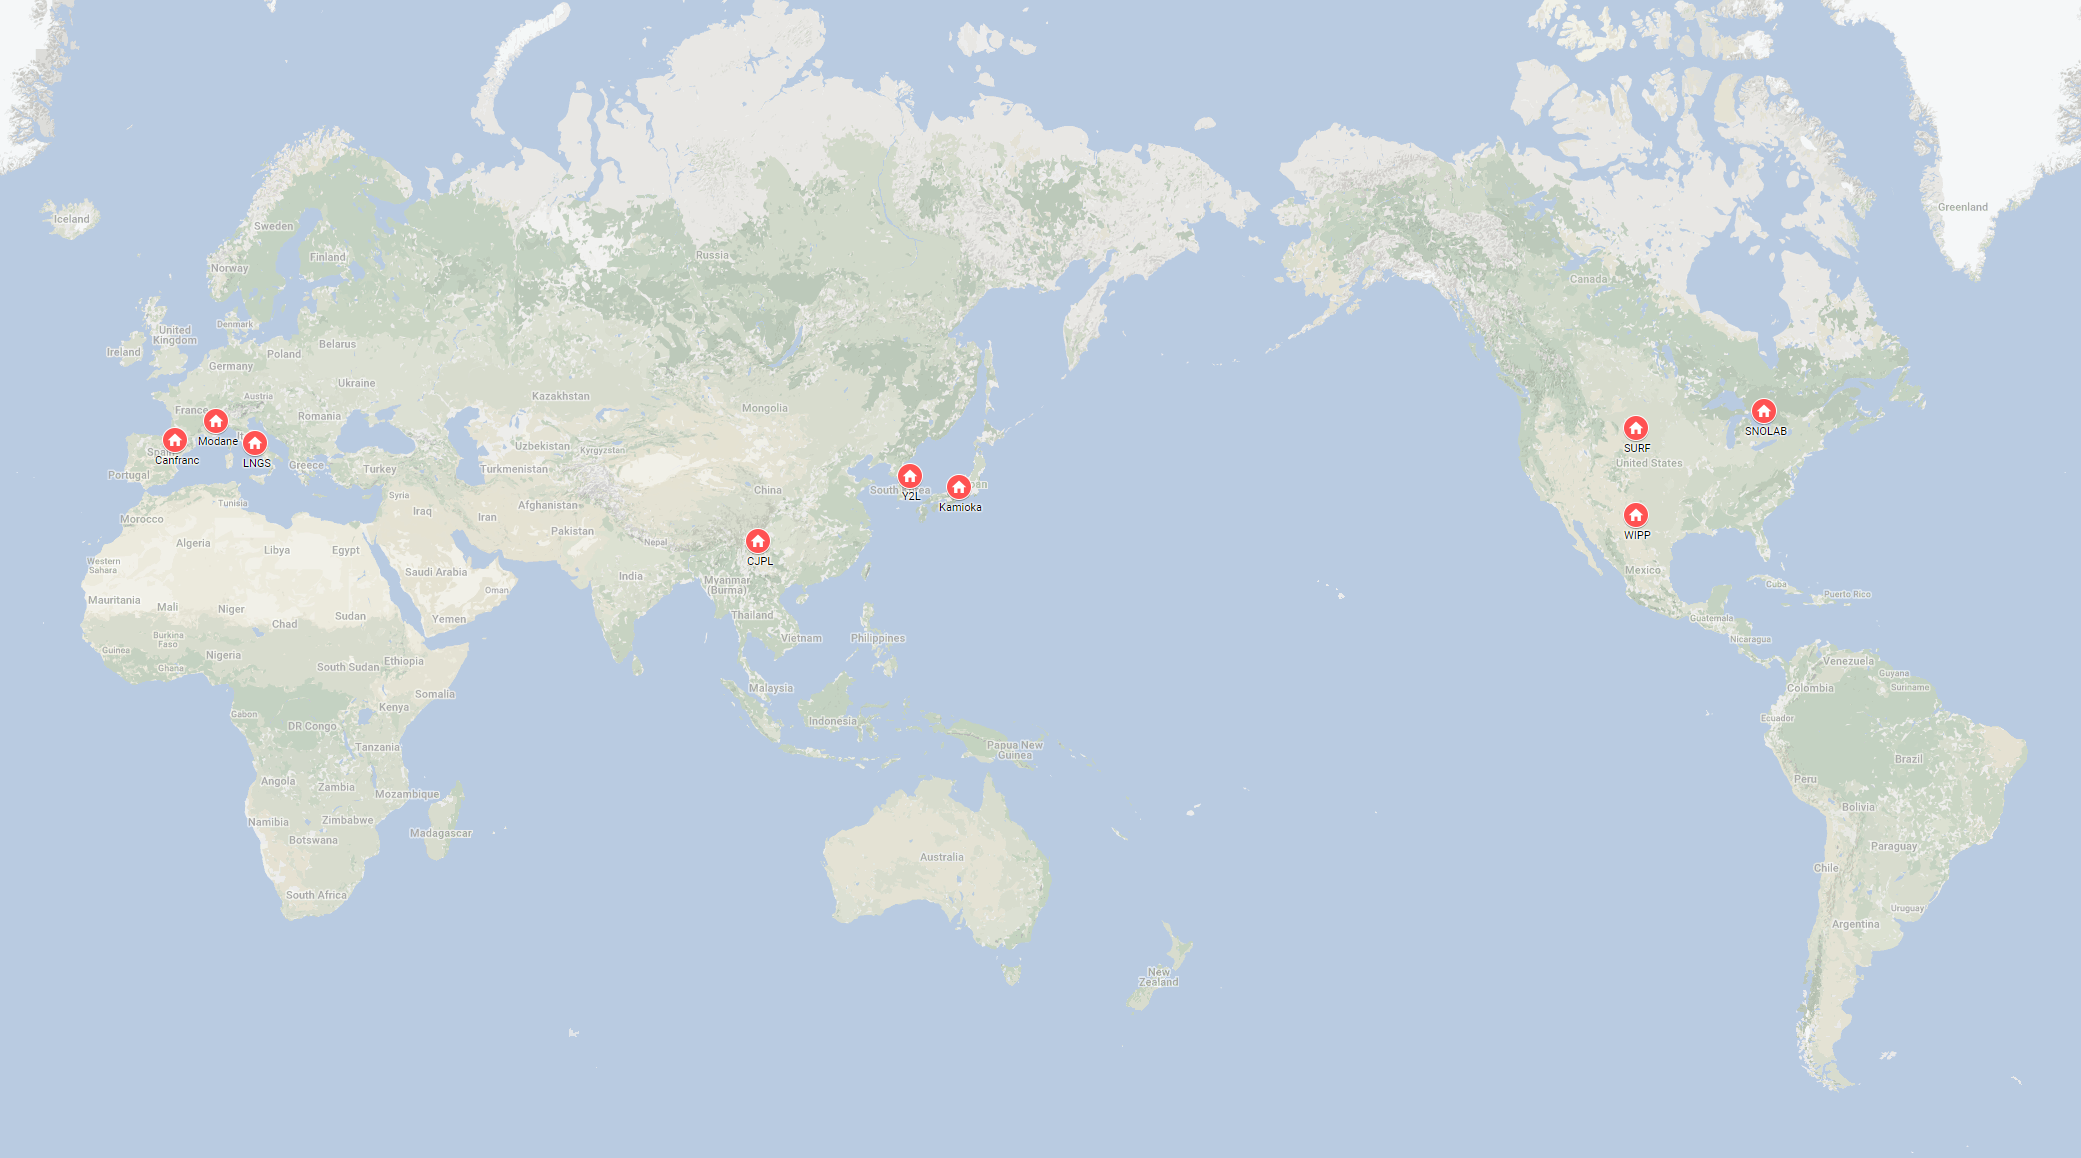 Iceland
Greenland
Sweden
Russia
Finland
Norway
Canada
Denmark
United
Kingdom
Ireland
Belarus
Poland
Germany
Ukraine
Austria
Kazakhstan
France
Mongolia
Romania
SNOLAB
Modane
Uzbekistan
Kyrgyzstan
SURF
Canfranc
LNGS
Greece
United States
Portugal
Turkey
Turkmenistan
China
South Korea
Y2L
Syria
Tunisia
Kamioka
Afghanistan
Iraq
Iran
Morocco
Pakistan
WIPP
Nepal
Algeria
Libya
Egypt
CJPL
Western
Sahara
Saudi Arabia
India
Myanmar
(Burma)
Mexico
Oman
Cuba
Puerto Rico
Mauritania
Mali
Niger
Sudan
Yemen
Thailand
Guatemala
Chad
Burkina
Faso
Vietnam
Philippines
Nicaragua
Guinea
Ghana
Nigeria
South Sudan
Ethiopia
Venezuela
Guyana
Suriname
Malaysia
Colombia
Somalia
Kenya
Gabon
DR Congo
Indonesia
Ecuador
Tanzania
Papua New
Guinea
Brazil
Angola
Zambia
Mozambique
Peru
Bolivia
Namibia
Zimbabwe
Botswana
Madagascar
Australia
Paraguay
Chile
South Africa
Uruguay
Argentina
New
Zealand